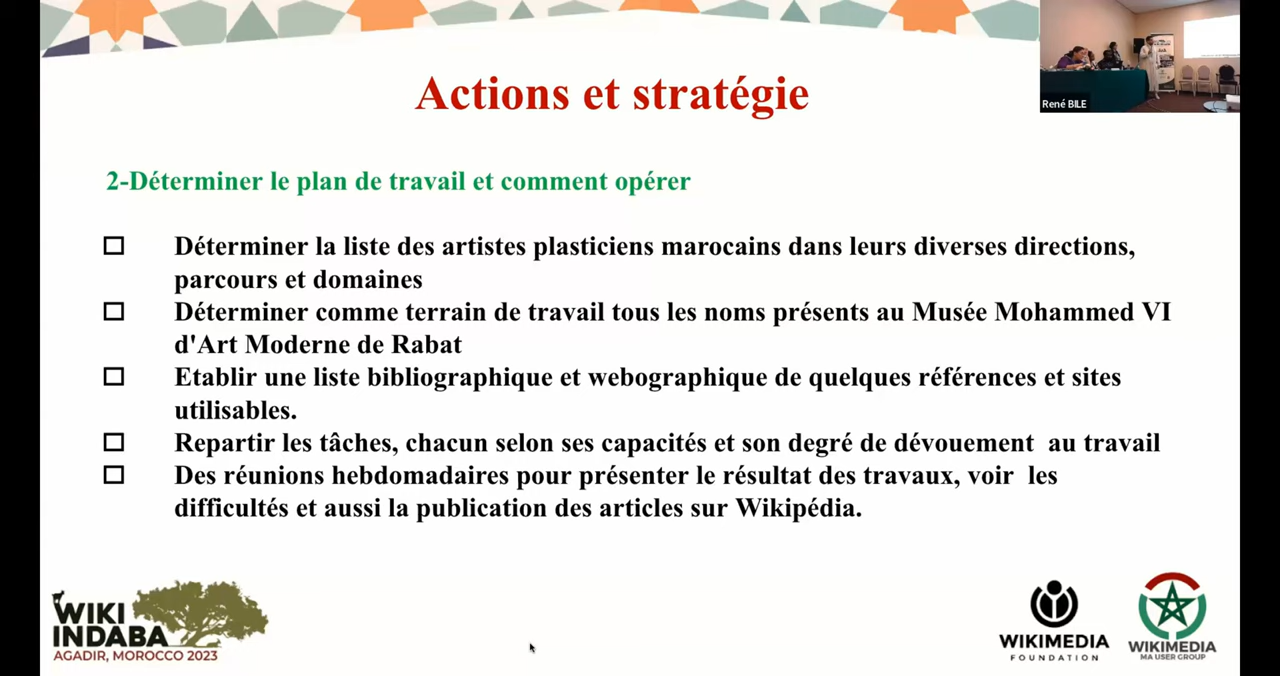 René BILE
Actions et stratégie
2-Déterminer le plan de travail et comment opérer
Déterminer la liste des artistes plasticiens marocains dans leurs diverses directions,
parcours et domaines
Déterminer comme terrain de travail tous les noms présents au Musée Mohammed VI
d'Art Moderne de Rabat
Etablir une liste bibliographique et webographique de quelques références et sites
utilisables.
Repartir les tâches, chacun selon ses capacités et son degré de dévouement au travail
Des réunions hebdomadaires pour présenter le résultat des travaux, voir les
difficultés et aussi la publication des articles sur Wikipédia.
WIKI
INDABA
AGADIR, MOROCCO 2023
WIKIMEDIA
FOUNDATION
WIKIMEDIA
MA USER GROUP